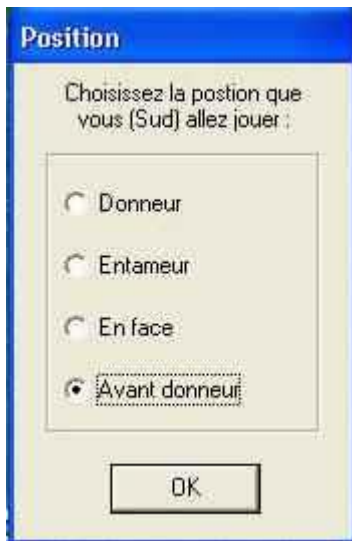 Position
Choisissez la postion que
vous (Sud) allez jouer :
Donneur
Entameur
En face
Avant donneur
OK